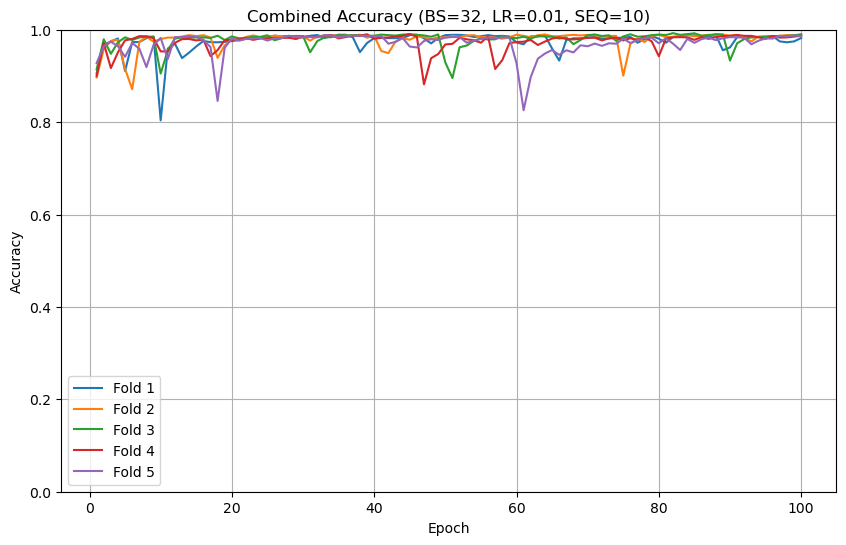 Combined Accuracy (BS=32, LR=0.01, SEQ=10)
1.0
0.8
0.6
0.4
0.2
0.0
Accuracy
Fold 1
Fold 2
Fold 3
Fold 4
Fold 5
0 20 40 60 80 100
Epoch